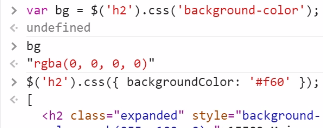 > var bg = $('h2').css('background-color');
< undefined
> bg
< "rgba(0, 0, 0, 0)"
> $('h2').css({ backgroundColor: '#f60' });
< [
<h2 class="expanded" style="background-